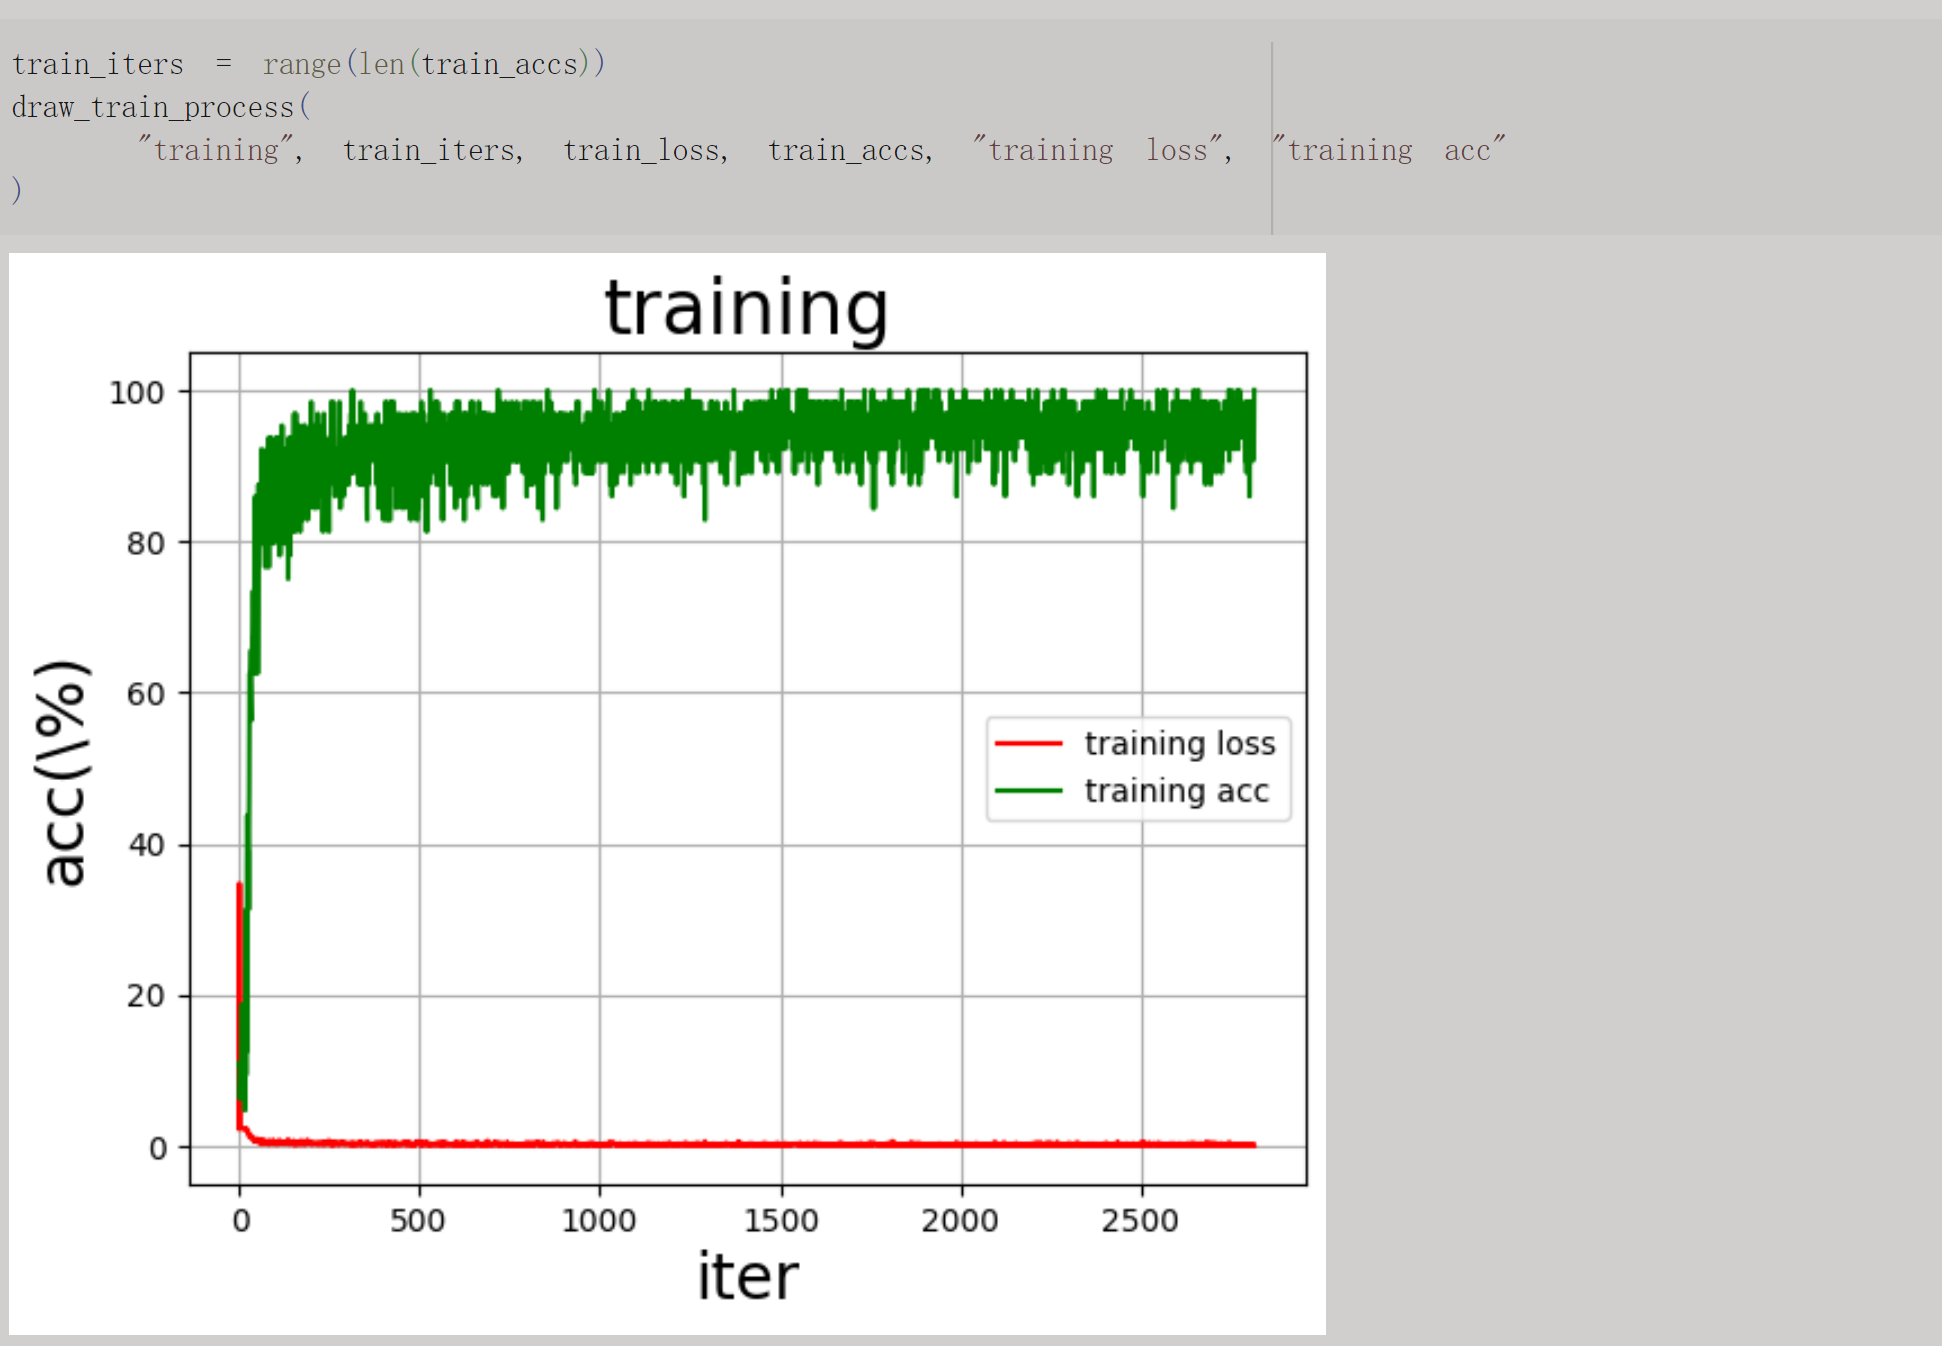 train_iters = range(len(train_accs))
draw_train_process(
"training", train_iters, train_loss, train_accs, "training loss", "training acc"
)
training
100
80
60
40
20
0
acc(\%)
training loss
training acc
0 500 1000 1500 2000 2500
iter